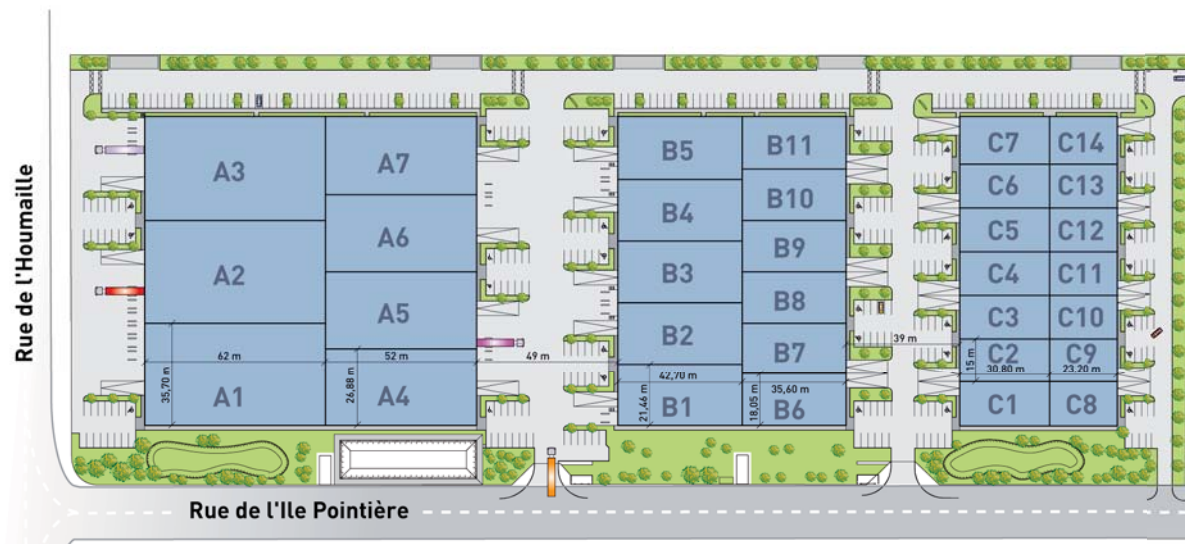 A3
A7
B5
B11
C7
C14
A6
B4
B10
C6
C13
A2
B3
B9
C5
C12
A5
B8
C4
C11
B2
B7
C3
C10
62 m
52 m
49 m
39 m
35,70 m
26,88 m
42,70 m
35,60 m
21,46 m
18,05 m
15 m
C2
C9
30,80 m
23,20 m
A1
A4
B1
B6
C1
C8
Rue de l'Houmaille
Rue de l'Ile Pointière